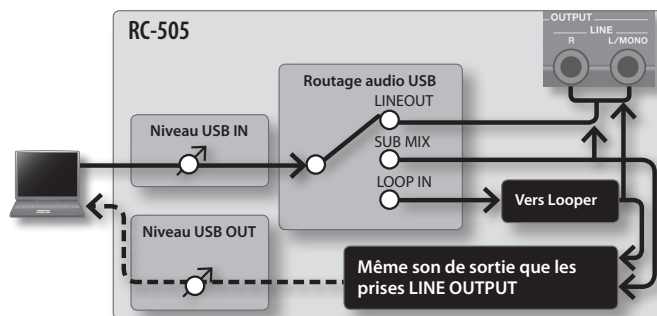 RC-505
OUTPUT
LINE
R
L/MONO
Routage audio USB
LINEOUT
Niveau USB IN
SUB MIX
LOOP IN
Vers Looper
Niveau USB OUT
Même son de sortie que les
prises LINE OUTPUT